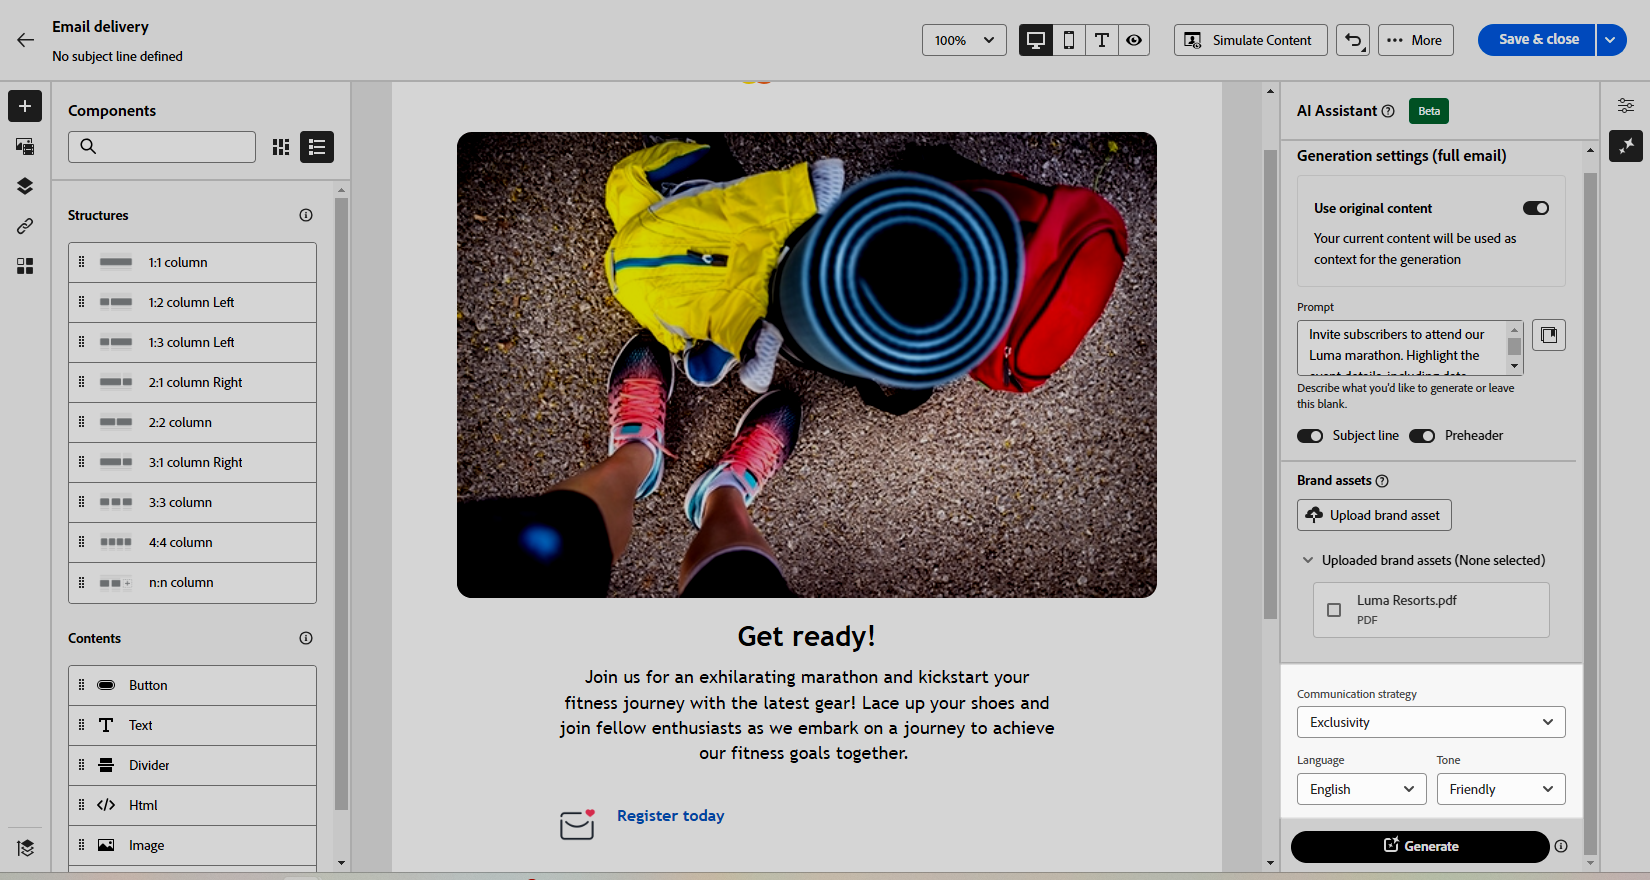 Email delivery
No subject line defined
100%
Simulate Content
More
Save & close
Components
Structures
1:1 column
1:2 column Left
1:3 column Left
2:1 column Right
2:2 column
3:1 column Right
3:3 column
4:4 column
n:n column
Contents
Button
Text
Divider
Html
Image
Get ready!
Join us for an exhilarating marathon and kickstart your
fitness journey with the latest gear! Lace up your shoes and
join fellow enthusiasts as we embark on a journey to achieve
our fitness goals together.
Register today
AI Assistant
Beta
Generation settings (full email)
Use original content
Your current content will be used as
context for the generation
Prompt
Invite subscribers to attend our
Luma marathon. Highlight the
event details, including date
Describe what you'd like to generate or leave
this blank.
Subject line
Preheader
Brand assets
Upload brand asset
Uploaded brand assets (None selected)
Luma Resorts.pdf
PDF
Communication strategy
Exclusivity
Language
Tone
English
Friendly
Generate